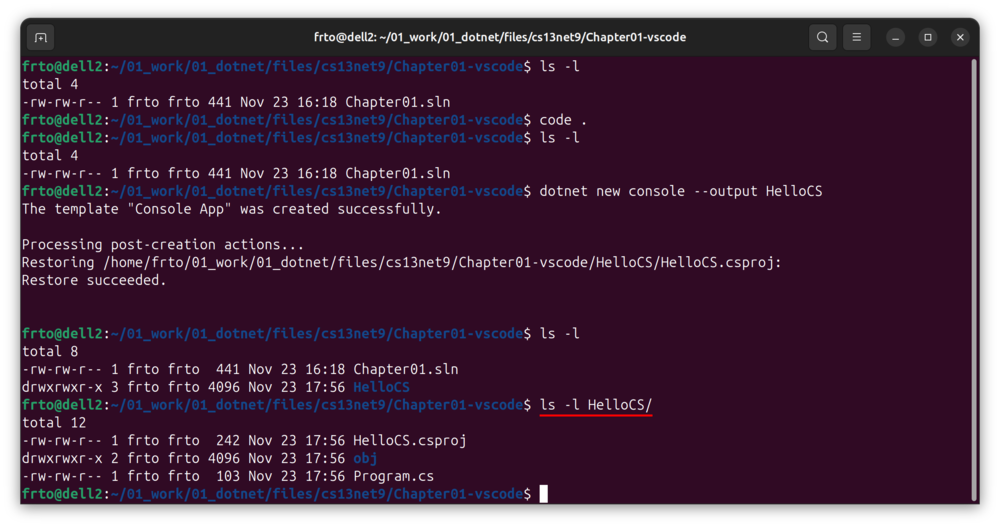 frto@dell2: ~/01_work/01_dotnet/files/cs13net9/Chapter01-vscode
frto@dell2:~/01_work/01_dotnet/files/cs13net9/Chapter01-vscode$ ls -l
total 4
-rw-rw-r-- 1 frto frto 441 Nov 23 16:18 Chapter01.sln
frto@dell2:~/01_work/01_dotnet/files/cs13net9/Chapter01-vscode$ code .
frto@dell2:~/01_work/01_dotnet/files/cs13net9/Chapter01-vscode$ ls -l
total 4
-rw-rw-r-- 1 frto frto 441 Nov 23 16:18 Chapter01.sln
frto@dell2:~/01_work/01_dotnet/files/cs13net9/Chapter01-vscode$ dotnet new console --output HelloCS
The template "Console App" was created successfully.

Processing post-creation actions...
Restoring /home/frto/01_work/01_dotnet/files/cs13net9/Chapter01-vscode/HelloCS/HelloCS.csproj:
Restore succeeded.


frto@dell2:~/01_work/01_dotnet/files/cs13net9/Chapter01-vscode$ ls -l
total 8
-rw-rw-r-- 1 frto frto  441 Nov 23 16:18 Chapter01.sln
drwxrwxr-x 3 frto frto 4096 Nov 23 17:56 HelloCS
frto@dell2:~/01_work/01_dotnet/files/cs13net9/Chapter01-vscode$ ls -l HelloCS/
total 12
-rw-rw-r-- 1 frto frto  242 Nov 23 17:56 HelloCS.csproj
drwxrwxr-x 2 frto frto 4096 Nov 23 17:56 obj
-rw-rw-r-- 1 frto frto  103 Nov 23 17:56 Program.cs
frto@dell2:~/01_work/01_dotnet/files/cs13net9/Chapter01-vscode$